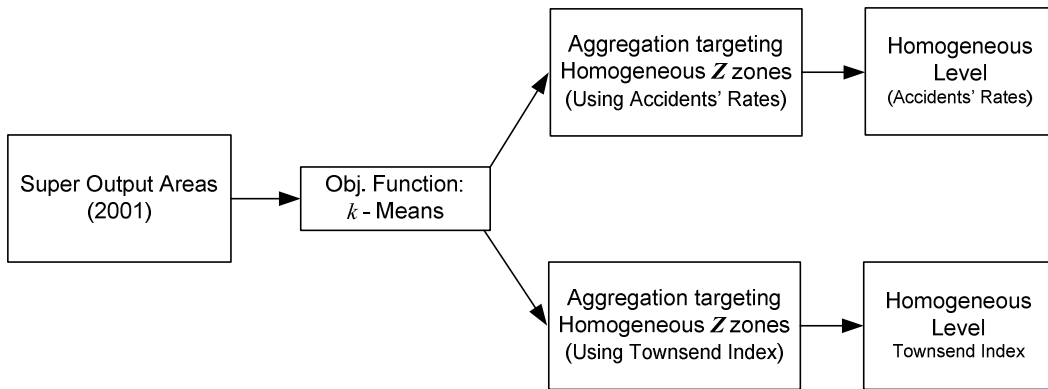 Super Output Areas
(2001)
Obj. Function:
k - Means
Aggregation targeting
Homogeneous Z zones
(Using Accidents' Rates)
Homogeneous
Level
(Accidents' Rates)
Aggregation targeting
Homogeneous Z zones
(Using Townsend Index)
Homogeneous
Level
Townsend Index